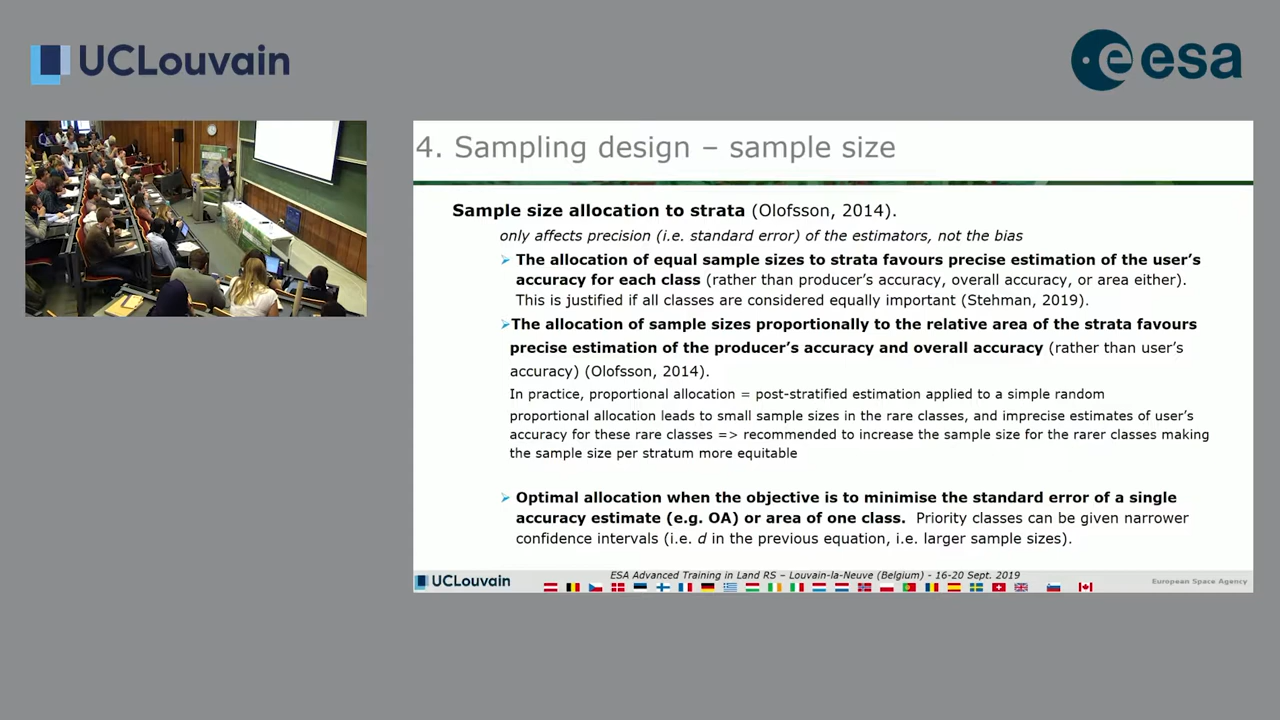 UCLouvain
esa
4. Sampling design – sample size
Sample size allocation to strata (Olofsson, 2014).
only affects precision (i.e. standard error) of the estimators, not the bias
➢ The allocation of equal sample sizes to strata favours precise estimation of the user's
accuracy for each class (rather than producer's accuracy, overall accuracy, or area either).
This is justified if all classes are considered equally important (Stehman, 2019).
➢The allocation of sample sizes proportionally to the relative area of the strata favours
precise estimation of the producer's accuracy and overall accuracy (rather than user's
accuracy) (Olofsson, 2014).
In practice, proportional allocation = post-stratified estimation applied to a simple random
proportional allocation leads to small sample sizes in the rare classes, and imprecise estimates of user's
accuracy for these rare classes => recommended to increase the sample size for the rarer classes making
the sample size per stratum more equitable
➢ Optimal allocation when the objective is to minimise the standard error of a single
accuracy estimate (e.g. OA) or area of one class. Priority classes can be given narrower
confidence intervals (i.e. d in the previous equation, i.e. larger sample sizes).
UCLouvain
ESA Advanced Training in Land RS – Louvain-la-Neuve (Belgium) - 16-20 Sept. 2019
European Space Agency